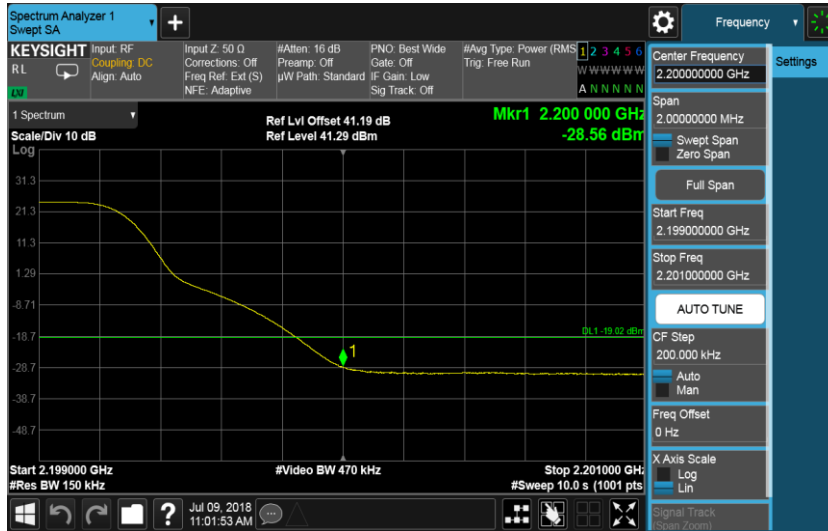 Spectrum Analyzer 1
Swept SA
+
Frequency
KEYSIGHT
RL
LXI
Input: RF
Coupling: DC
Align: Auto
Input Z: 50 Ω
Corrections: Off
Freq Ref: Ext (S)
NFE: Adaptive
#Atten: 16 dB
Preamp: Off
µW Path: Standard
PNO: Best Wide
Gate: Off
IF Gain: Low
Sig Track: Off
#Avg Type: Power (RMS
Trig: Free Run
1 2 3 4 5 6
W W W W W W
A N N N N N
1 Spectrum
Scale/Div 10 dB
Log
Ref Lvl Offset 41.19 dB
Ref Level 41.29 dBm
Mkr1 2.200 000 GHz
-28.56 dBm
31.3
21.3
11.3
1.29
-8.71
-18.7
-28.7
-38.7
-48.7
DL1 -19.02 dBm
1
Start 2.199000 GHz
#Res BW 150 kHz
#Video BW 470 kHz
Stop 2.201000 GHz
#Sweep 10.0 s (1001 pts
?
Jul 09, 2018
11:01:53 AM
Center Frequency
2.200000000 GHz
Settings
Span
2.00000000 MHz
Swept Span
Zero Span
Full Span
Start Freq
2.199000000 GHz
Stop Freq
2.201000000 GHz
AUTO TUNE
CF Step
200.000 kHz
Auto
Man
Freq Offset
0 Hz
X Axis Scale
Log
Lin
Signal Track
(Span Zoom)